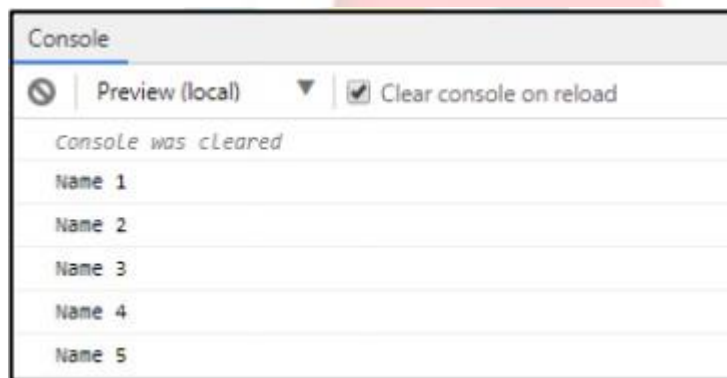 Console
Preview (local) Clear console on reload
Console was cleared
Name 1
Name 2
Name 3
Name 4
Name 5